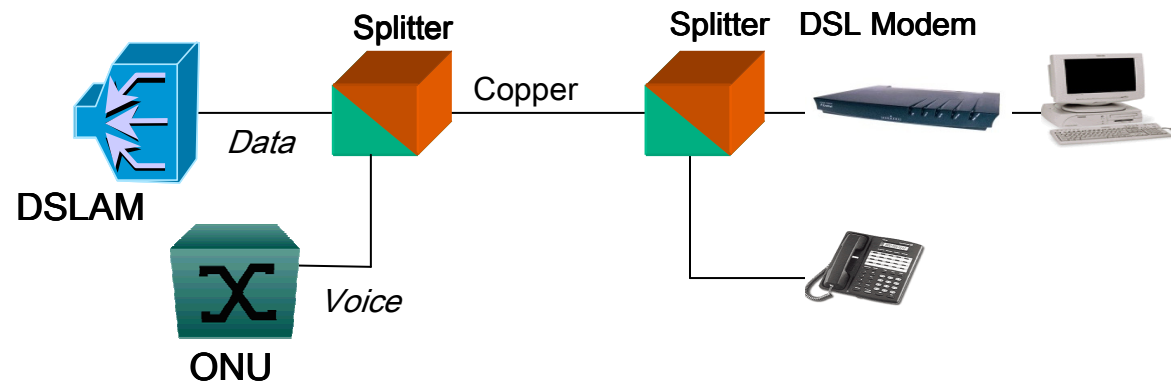 Splitter
Splitter
DSL Modem
Copper
Data
DSLAM
Voice
ONU